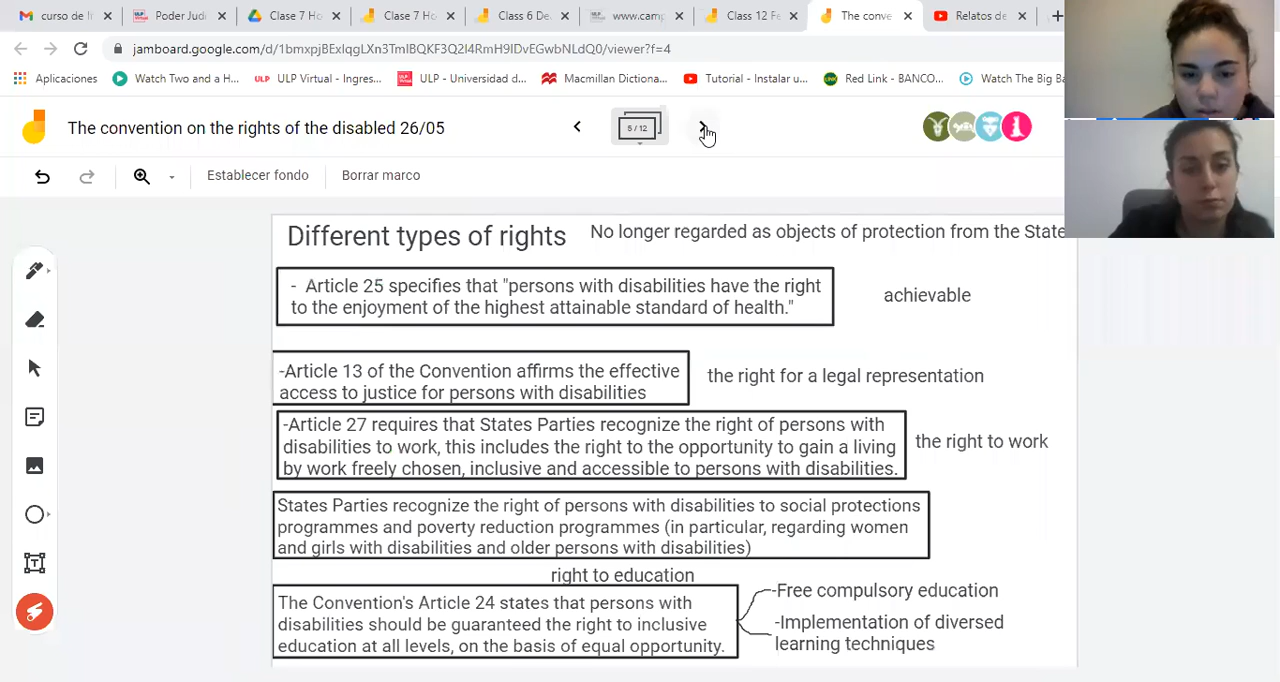 curso de It
Poder Judi
Clase 7 Ho
Clase 7 Ho
Class 6 De
www.camp
Class 12 Fe
The conve
Relatos de
jamboard.google.com/d/1bmxpjBExlqgLXn3TmlBQKF3Q2l4RmH9lDvEGwbNLdQ0/viewer?f=4
Aplicaciones
Watch Two and a H...
ULP
ULP Virtual - Ingres...
ULP - Universidad d...
Macmillan Dictiona...
Tutorial - Instalar u...
LINK
Red Link - BANCO...
Watch The Big Ba
The convention on the rights of the disabled 26/05
5 / 12
Establecer fondo
Borrar marco
Different types of rights
No longer regarded as objects of protection from the State
- Article 25 specifies that "persons with disabilities have the right
to the enjoyment of the highest attainable standard of health."
achievable
-Article 13 of the Convention affirms the effective
access to justice for persons with disabilities
the right for a legal representation
-Article 27 requires that States Parties recognize the right of persons with
disabilities to work, this includes the right to the opportunity to gain a living
by work freely chosen, inclusive and accessible to persons with disabilities.
the right to work
States Parties recognize the right of persons with disabilities to social protections
programmes and poverty reduction programmes (in particular, regarding women
and girls with disabilities and older persons with disabilities)
right to education
The Convention's Article 24 states that persons with
disabilities should be guaranteed the right to inclusive
education at all levels, on the basis of equal opportunity.
-Free compulsory education
-Implementation of diversed
learning techniques